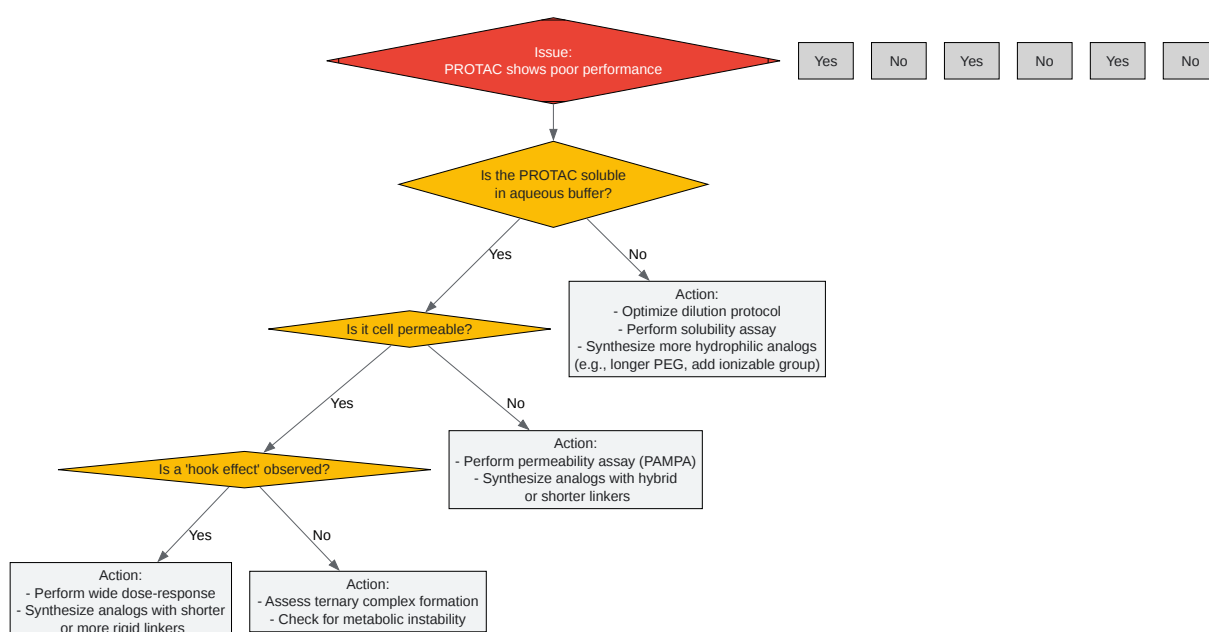 Issue:
PROTAC shows poor performance
Yes
No
Yes
No
Yes
No
Is the PROTAC soluble
in aqueous buffer?
Yes
No
Action:
- Optimize dilution protocol
- Perform solubility assay
- Synthesize more hydrophilic analogs
(e.g., longer PEG, add ionizable group)
Is it cell permeable?
Yes
No
Action:
- Perform permeability assay (PAMPA)
- Synthesize analogs with hybrid
or shorter linkers
Is a 'hook effect' observed?
Yes
No
Action:
- Perform wide dose-response
- Synthesize analogs with shorter
or more rigid linkers
Action:
- Assess ternary complex formation
- Check for metabolic instability